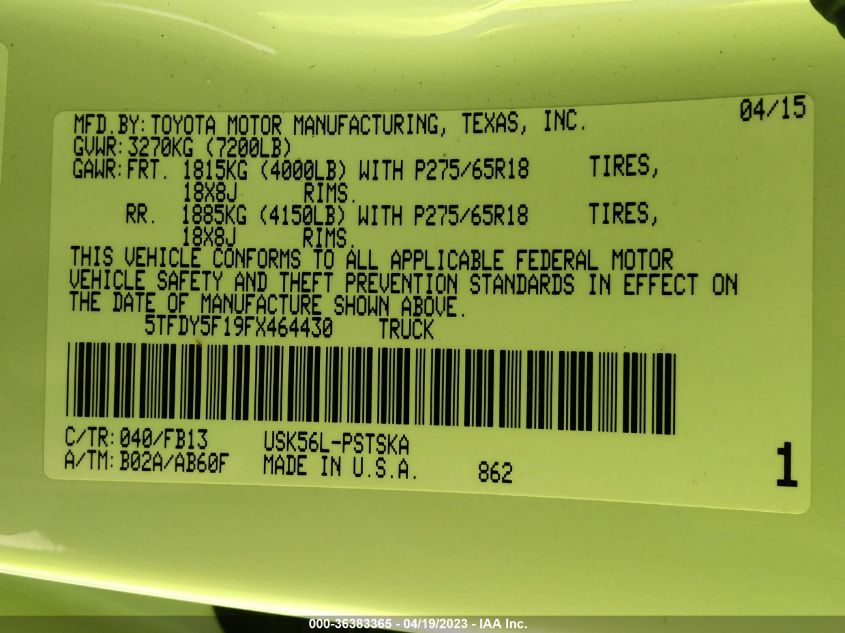 04/15
MFD.BY:TOYOTA MOTOR MANUFACTURING, TEXAS, INC.
GVWR:3270KG (7200LB)
GAWR:FRT. 1815KG (4000LB) WITH P275/65R18 TIRES,
18X8J RIMS.
RR. 1885KG (4150LB) WITH P275/65R18 TIRES,
18X8J RIMS.
THIS VEHICLE CONFORMS TO ALL APPLICABLE FEDERAL MOTOR
VEHICLE SAFETY AND THEFT PREVENTION STANDARDS IN EFFECT ON
THE DATE OF MANUFACTURE SHOWN ABOVE.
5TFDY5F19FX464430 TRUCK
C/TR:040/FB13 USK56L-PSTSKA
A/TM:B02A/AB60F MADE IN U.S.A. 862 1
000-36383365 - 04/19/2023 - IAA Inc.